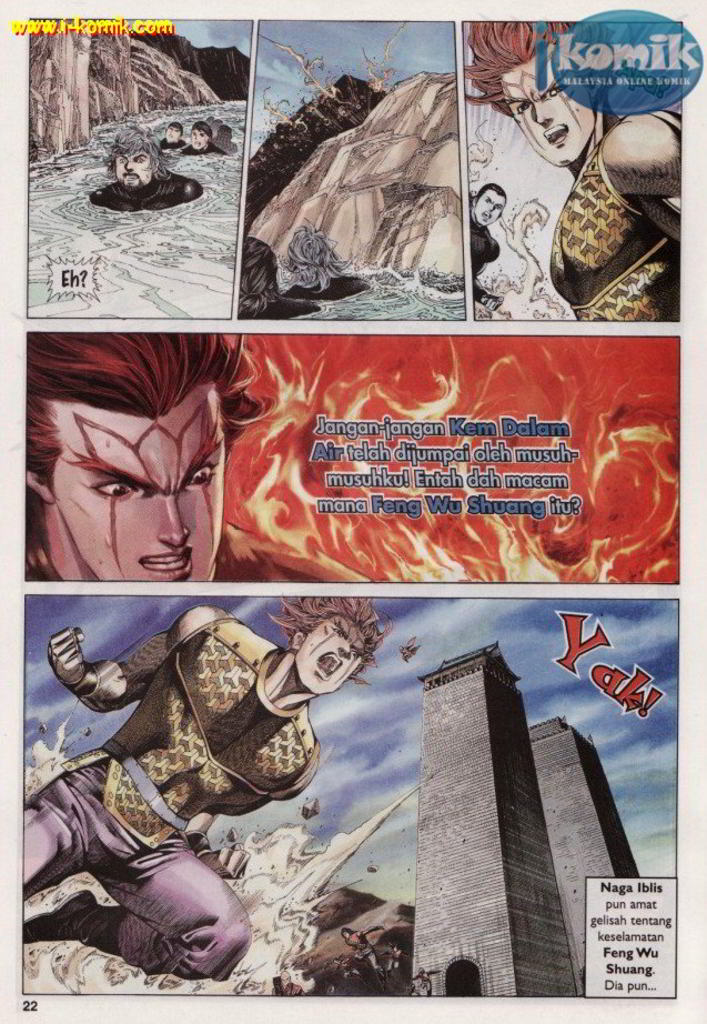 www.i-komik.com
iKomik
MALAYSIA ONLINE KOMIK
Eh?
Jangan-jangan Kem Dalam
Air telah dijumpai oleh musuh-
musuhku! Entah dah macam
mana Feng Wu Shuang itu?
Yak!
Naga Iblis
pun amat
gelisah tentang
keselamatan
Feng Wu
Shuang.
Dia pun...
22